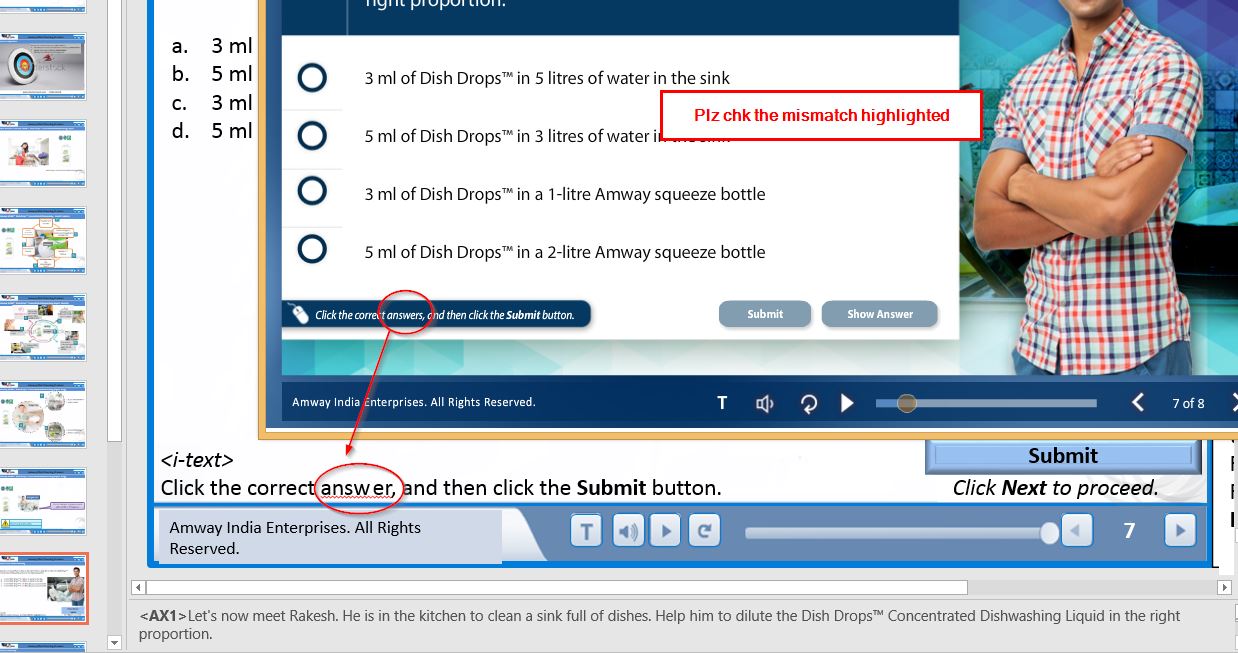 right proportion.
a. 3 ml
b. 5 ml
c. 3 ml
d. 5 ml
3 ml of Dish Drops™ in 5 litres of water in the sink
Plz chk the mismatch highlighted
5 ml of Dish Drops™ in 3 litres of water in the sink
3 ml of Dish Drops™ in a 1-litre Amway squeeze bottle
5 ml of Dish Drops™ in a 2-litre Amway squeeze bottle
Click the correct answers, and then click the Submit button.
Submit
Show Answer
Amway India Enterprises. All Rights Reserved.
T
7 of 8
<i-text>
Click the correct answer, and then click the Submit button.
Submit
Click Next to proceed.
Amway India Enterprises. All Rights
Reserved.
T
7
<AX1>Let's now meet Rakesh. He is in the kitchen to clean a sink full of dishes. Help him to dilute the Dish Drops™ Concentrated Dishwashing Liquid in the right
proportion.